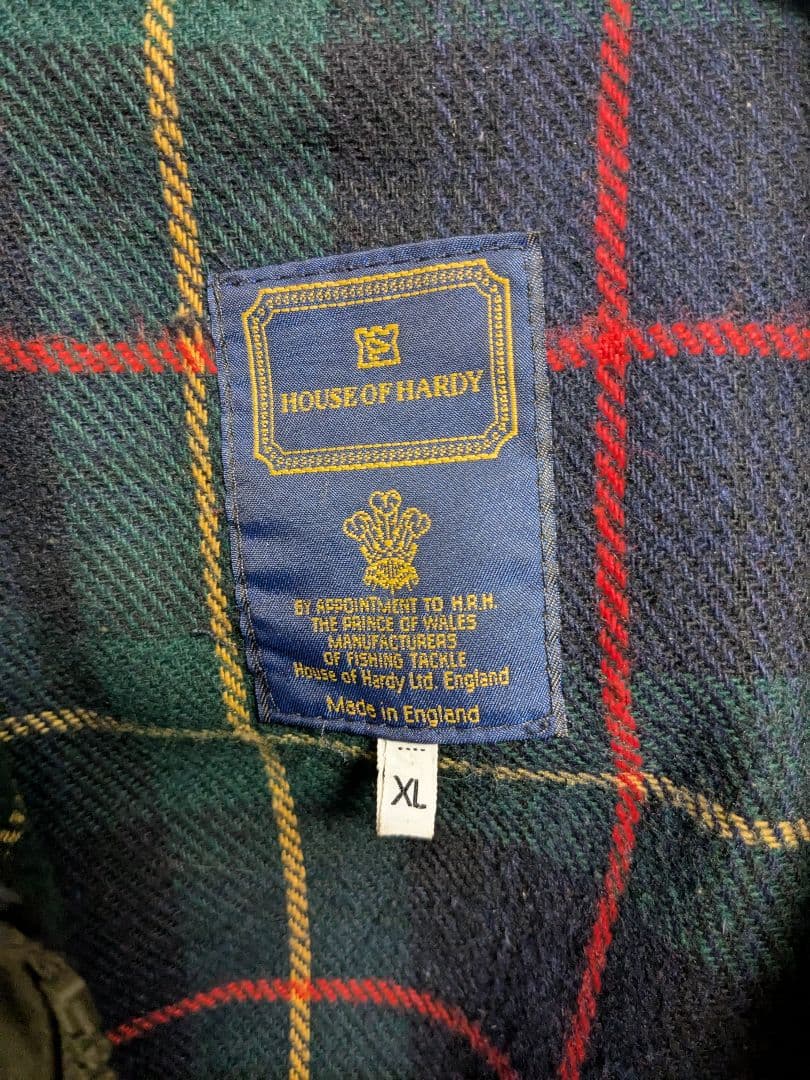 HOUSE OF HARDY
BY APPOINTMENT TO H.R.H.
THE PRINCE OF WALES
MANUFACTURERS
OF FISHING TACKLE
House of Hardy Ltd. England
Made in England
XL